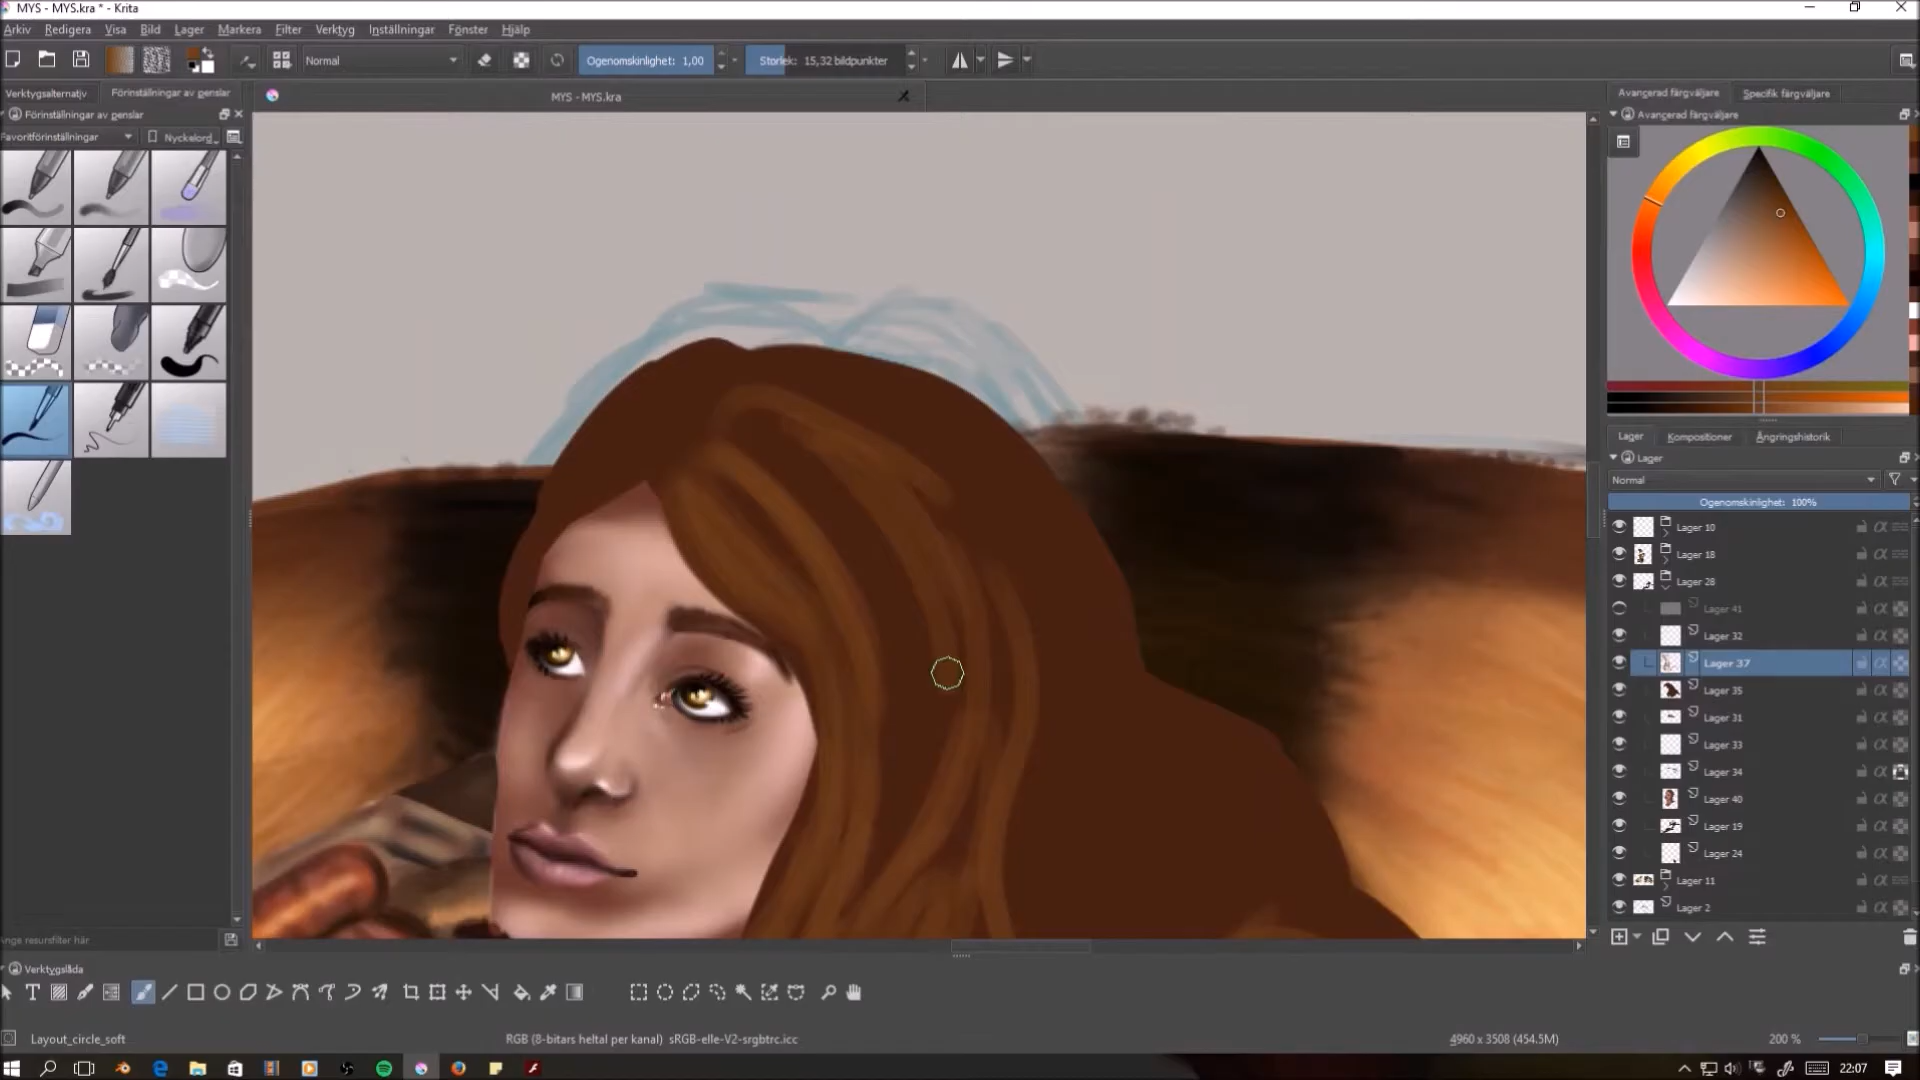 MYS - MYS.kra * - Krita
Arkiv Redigera Visa Bild Lager Markera Filter Verktyg Inställningar Fönster Hjälp
Normal Ogenomskinlighet: 1,00 Storlek: 15,32 bildpunkter
Verktygsalternativ Förinställningar av penslar
MYS - MYS.kra
Avancerad färgväljare Specifik färgväljare
Förinställningar av penslar
Avancerad färgväljare
Favoritförinställningar Nyckelord
Lager Kompositioner Ångringshistorik
Lager
Normal
Ogenomskinlighet: 100%
Lager 10
Lager 18
Lager 28
Lager 41
Lager 32
Lager 37
Lager 35
Lager 31
Lager 33
Lager 34
Lager 40
Lager 19
Lager 24
Lager 11
Lager 2
Ange resursfilter här
Verktygslåda
Layout_circle_soft
RGB (8-bitars heltal per kanal) sRGB-elle-V2-srgbtrc.icc
4960 x 3508 (454.5M)
200 %
22:07